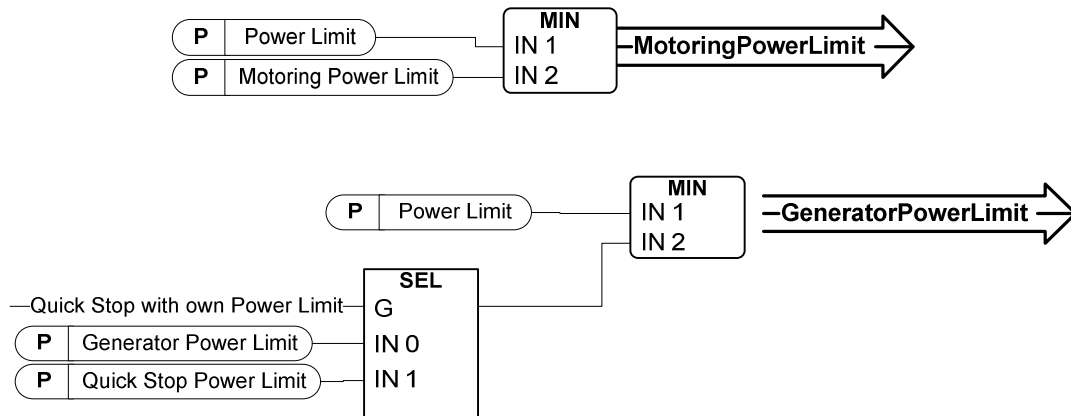 MIN
P Power Limit
IN 1
MotoringPowerLimit
P Motoring Power Limit
IN 2
MIN
P Power Limit
IN 1
GeneratorPowerLimit
IN 2
SEL
Quick Stop with own Power Limit
G
P Generator Power Limit
IN 0
P Quick Stop Power Limit
IN 1